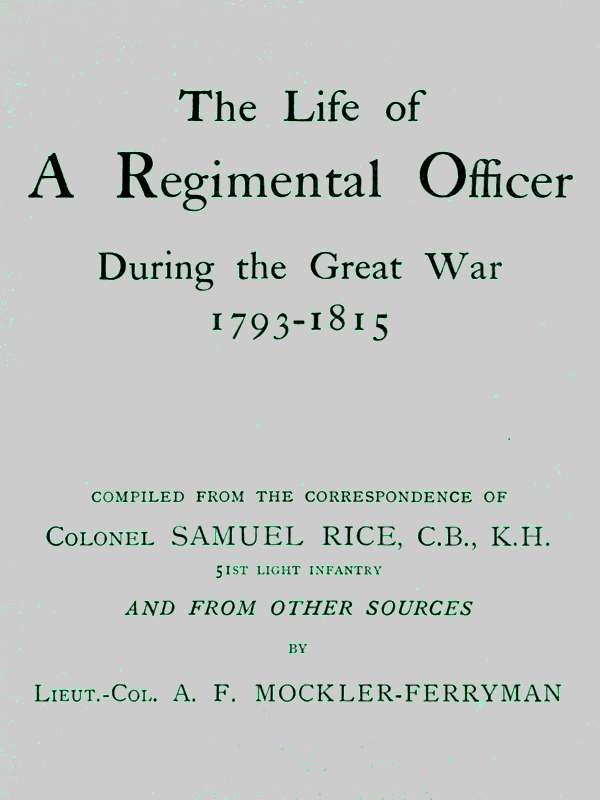 The Life of
A Regimental Officer
During the Great War
1793-1815
COMPILED FROM THE CORRESPONDENCE OF
COLONEL SAMUEL RICE, C.B., K.H.
51ST LIGHT INFANTRY
AND FROM OTHER SOURCES
BY
LIEUT.-COL. A. F. MOCKLER-FERRYMAN